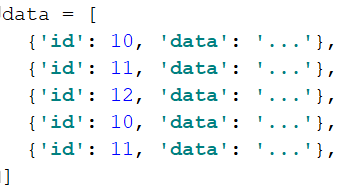 data = [
  {'id': 10, 'data': '...'},
  {'id': 11, 'data': '...'},
  {'id': 12, 'data': '...'},
  {'id': 10, 'data': '...'},
  {'id': 11, 'data': '...'},
]